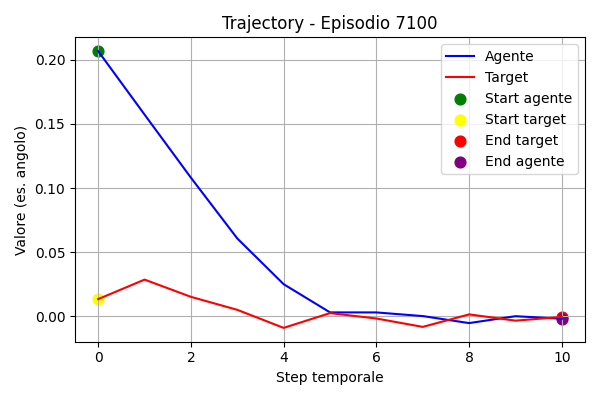 Trajectory - Episodio 7100
Valore (es. angolo)
0.20
0.15
0.10
0.05
0.00
0 2 4 6 8 10
Step temporale
Agente
Target
Start agente
Start target
End target
End agente